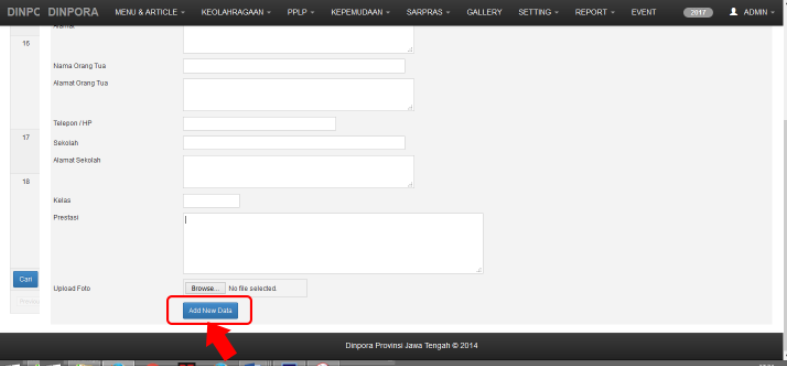 DINPC DINPORA MENU & ARTICLE KEOLAHRAGAAN PPLP KEPEMUDAAN SARPRAS GALLERY SETTING REPORT EVENT 2017 ADMIN
Alamat
15
Nama Orang Tua
Alamat Orang Tua
Telepon / HP
17
Sekolah
Alamat Sekolah
18
Kelas
Prestasi
Cari
Upload Foto
Browse... No file selected.
Add New Data
Dinpora Provinsi Jawa Tengah © 2014